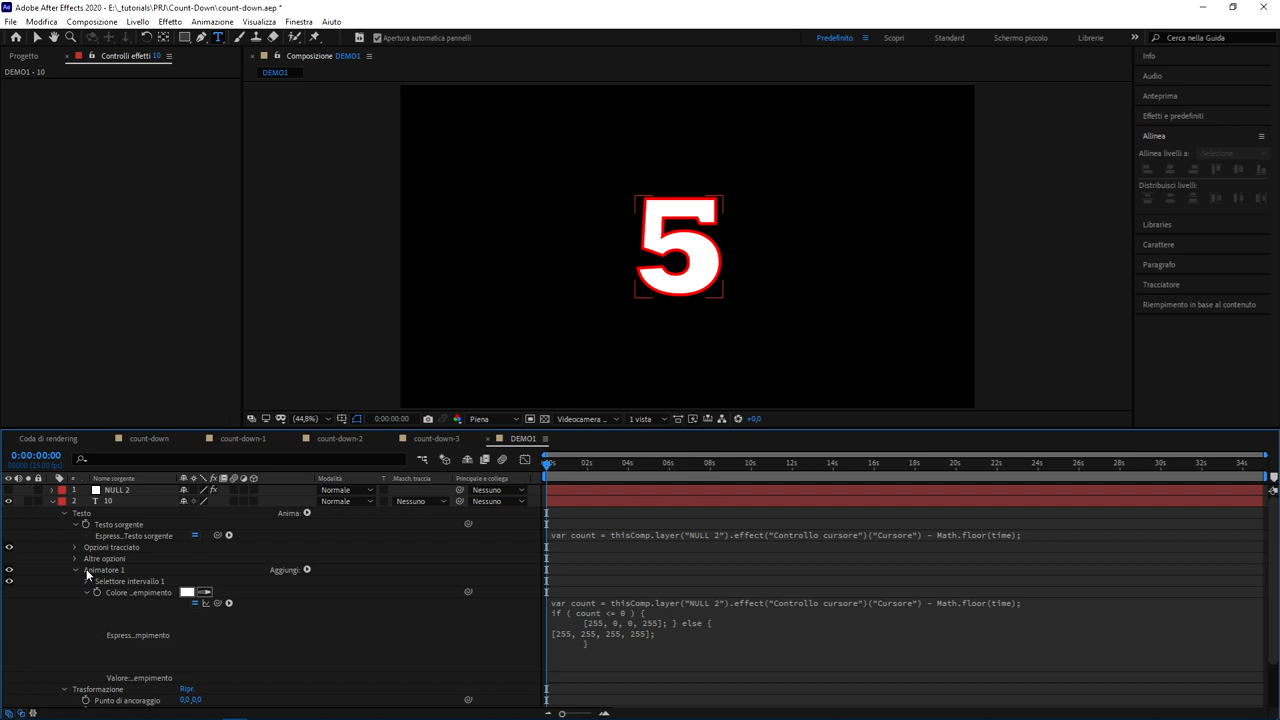 Adobe After Effects 2020 - E:\_tutorials\PRJ\Count-Down\count-down.aep *
File Modifica Composizione Livello Effetto Animazione Visualizza Finestra Aiuto
Apertura automatica pannelli
Predefinito Scopri Standard Schermo piccolo Librerie Cerca nella Guida
Progetto Controlli effetti 10 Composizione DEMO1
DEMO1 • 10
DEMO1
Info
Audio
Anteprima
Effetti e predefiniti
Allinea
Allinea livelli a: Selezione
Distribuisci livelli:
Libraries
Carattere
Paragrafo
Tracciatore
Riempimento in base al contenuto
5
(44,8%) 0:00:00:00 Piena Videocamera ... 1 vista +0,0
Coda di rendering count-down count-down-1 count-down-2 count-down-3 DEMO1
0:00:00:00
00000 (25.00 fps)
02s 04s 06s 08s 10s 12s 14s 16s 18s 20s 22s 24s 26s 28s 30s 32s 34s
# Nome sorgente Modalità T Masch. traccia Principale e collega
1 NULL 2 Normale Nessuno
2 T 10 Normale Nessuno Nessuno
Testo Anima:
Testo sorgente
Espress...Testo sorgente var count = thisComp.layer("NULL 2").effect("Controllo cursore")("Cursore") - Math.floor(time);
Opzioni tracciato
Altre opzioni
Animatore 1 Aggiungi:
Selettore intervallo 1
Colore ...empimento
var count = thisComp.layer("NULL 2").effect("Controllo cursore")("Cursore") - Math.floor(time);
if ( count <= 0 ) {
[255, 0, 0, 255]; } else {
[255, 255, 255, 255];
}
Espress...mpimento
Valore:...empimento
Trasformazione Ripr.
Punto di ancoraggio 0,0,0,0